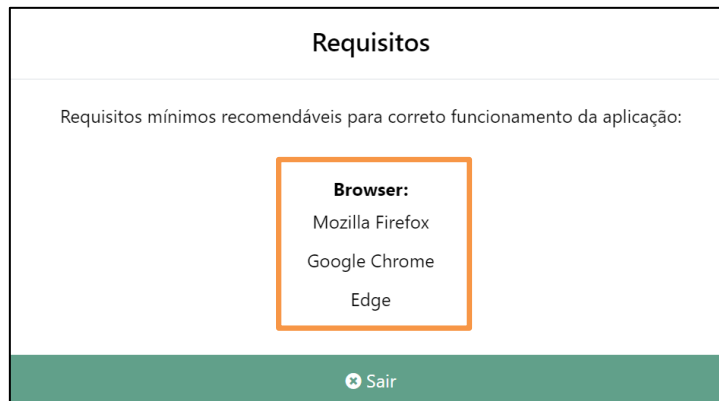 Requisitos
Requisitos mínimos recomendáveis para correto funcionamento da aplicação:
Browser:
Mozilla Firefox
Google Chrome
Edge
Sair